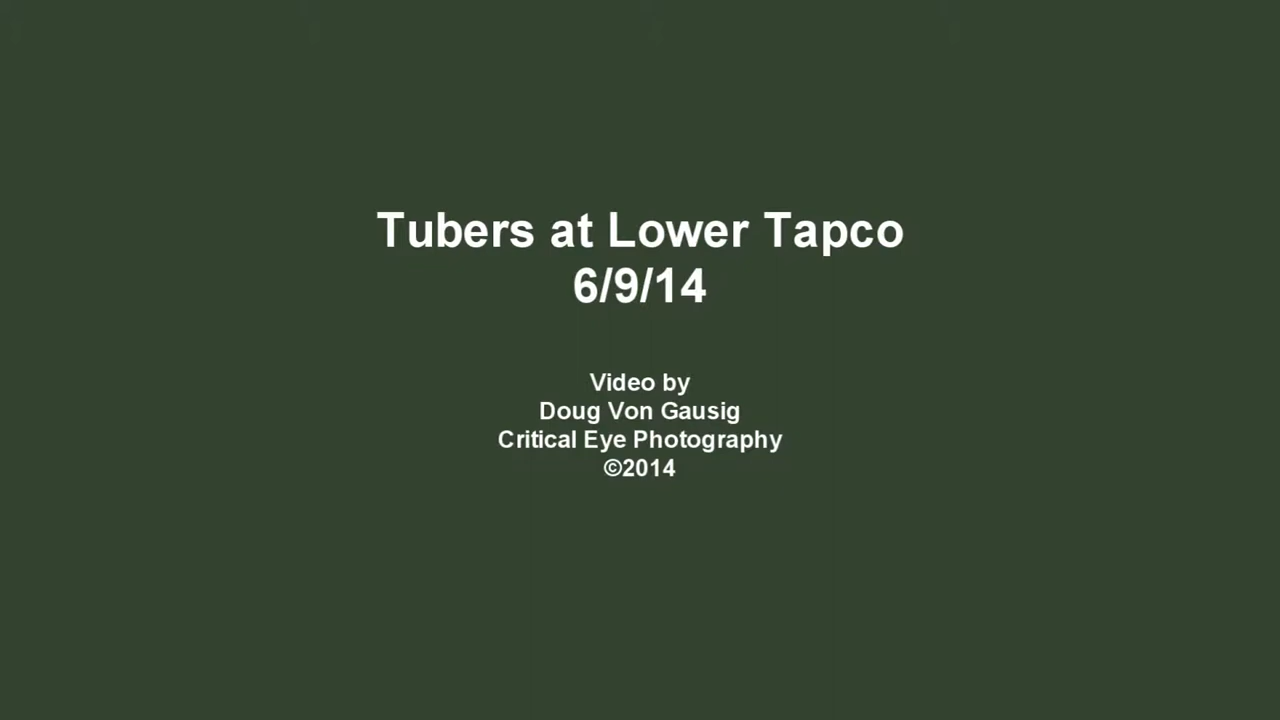 Tubers at Lower Tapco
6/9/14
Video by
Doug Von Gausig
Critical Eye Photography
©2014